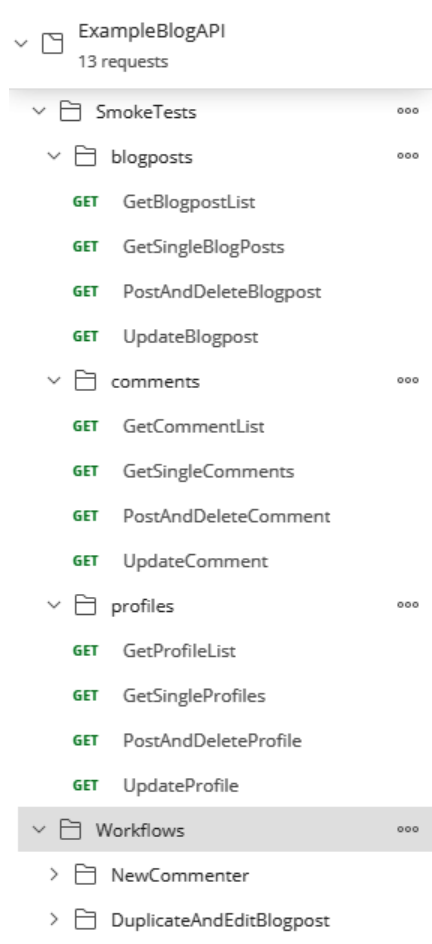 ExampleBlogAPI
13 requests
SmokeTests
blogposts
GET GetBlogpostList
GET GetSingleBlogPosts
GET PostAndDeleteBlogpost
GET UpdateBlogpost
comments
GET GetCommentList
GET GetSingleComments
GET PostAndDeleteComment
GET UpdateComment
profiles
GET GetProfileList
GET GetSingleProfiles
GET PostAndDeleteProfile
GET UpdateProfile
Workflows
NewCommenter
DuplicateAndEditBlogpost